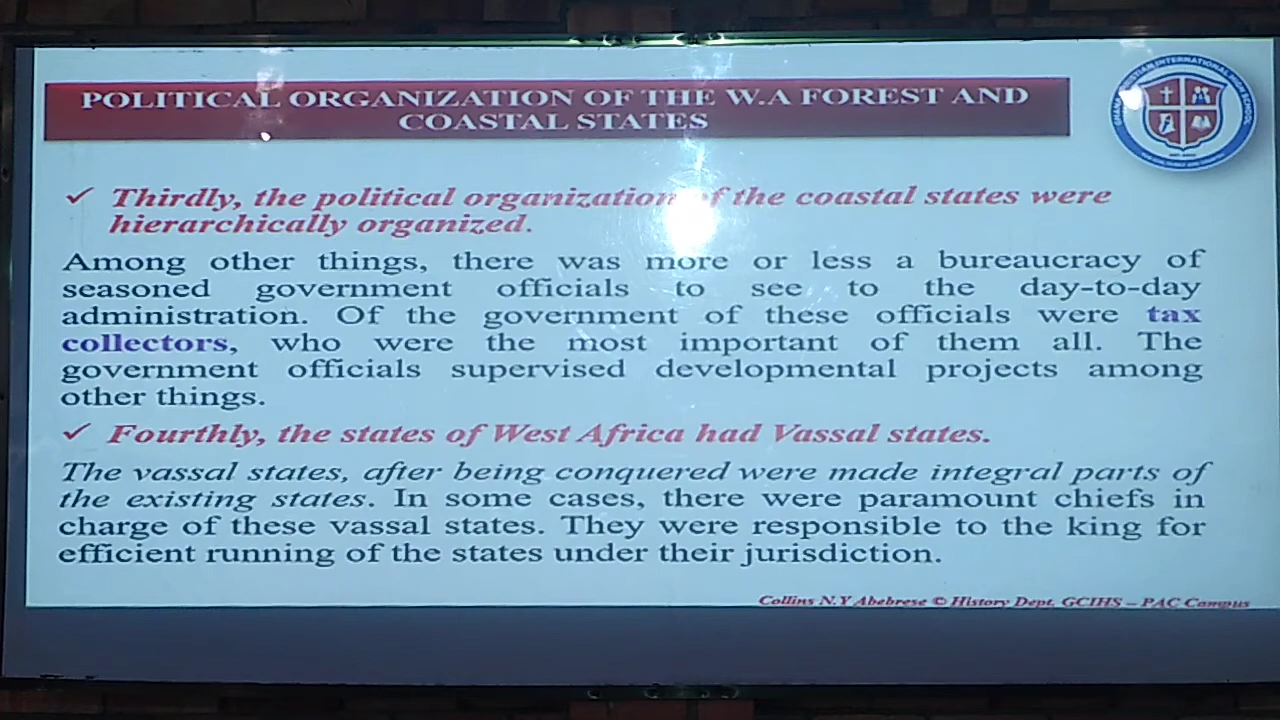 POLITICAL ORGANIZATION OF THE W.A FOREST AND
COASTAL STATES
✓ Thirdly, the political organization of the coastal states were
hierarchically organized.
Among other things, there was more or less a bureaucracy of
seasoned government officials to see to the day-to-day
administration. Of the government of these officials were tax
collectors, who were the most important of them all. The
government officials supervised developmental projects among
other things.
✓ Fourthly, the states of West Africa had Vassal states.
The vassal states, after being conquered were made integral parts of
the existing states. In some cases, there were paramount chiefs in
charge of these vassal states. They were responsible to the king for
efficient running of the states under their jurisdiction.
Collins N.Y Abebrese © History Dept. GCIHS – PAC Campus